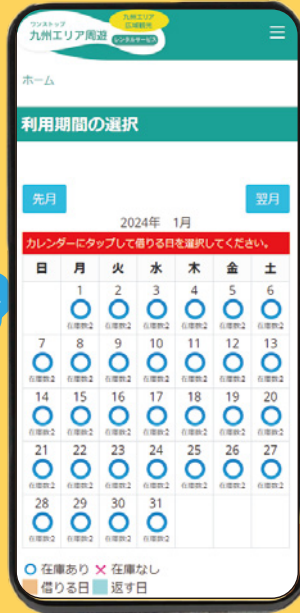 ワンストップ
九州エリア周遊
レンタルサービス
九州エリア
広域観光
ホーム
利用期間の選択
先月 翌月
2024年 1月
カレンダーにタップして借りる日を選択してください。
日 月 火 水 木 金 土
1 2 3 4 5 6
在庫数:2 在庫数:2 在庫数:2 在庫数:2 在庫数:2 在庫数:2
7 8 9 10 11 12 13
在庫数:2 在庫数:2 在庫数:2 在庫数:2 在庫数:2 在庫数:2 在庫数:2
14 15 16 17 18 19 20
在庫数:2 在庫数:2 在庫数:2 在庫数:2 在庫数:2 在庫数:2 在庫数:2
21 22 23 24 25 26 27
在庫数:2 在庫数:2 在庫数:2 在庫数:2 在庫数:2 在庫数:2 在庫数:2
28 29 30 31
在庫数:2 在庫数:2 在庫数:2 在庫数:2
在庫あり × 在庫なし
借りる日 返す日